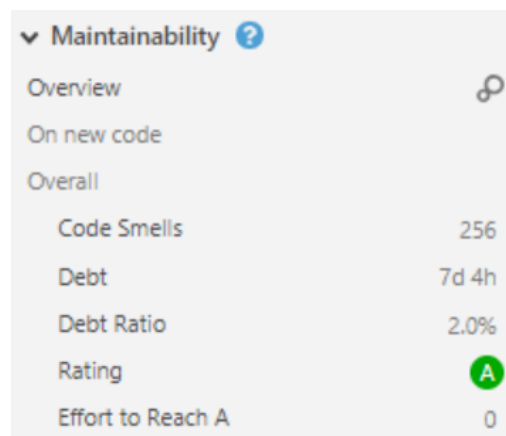 Maintainability ?
Overview
On new code
Overall
Code Smells 256
Debt 7d 4h
Debt Ratio 2.0%
Rating A
Effort to Reach A 0